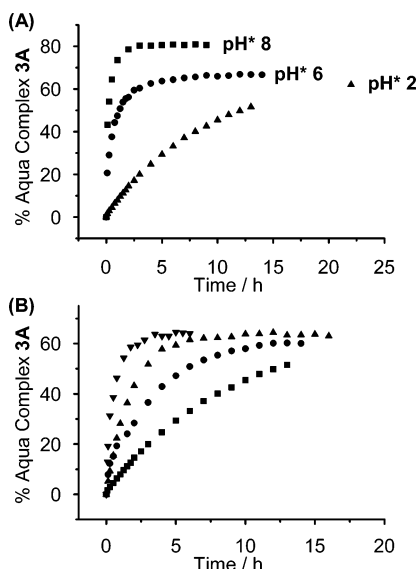 (A)
80
60
40
20
0
% Aqua Complex 3A
pH* 8
pH* 6
pH* 2
0 5 10 15 20 25
Time / h
(B)
80
60
40
20
0
% Aqua Complex 3A
0 5 10 15 20
Time / h